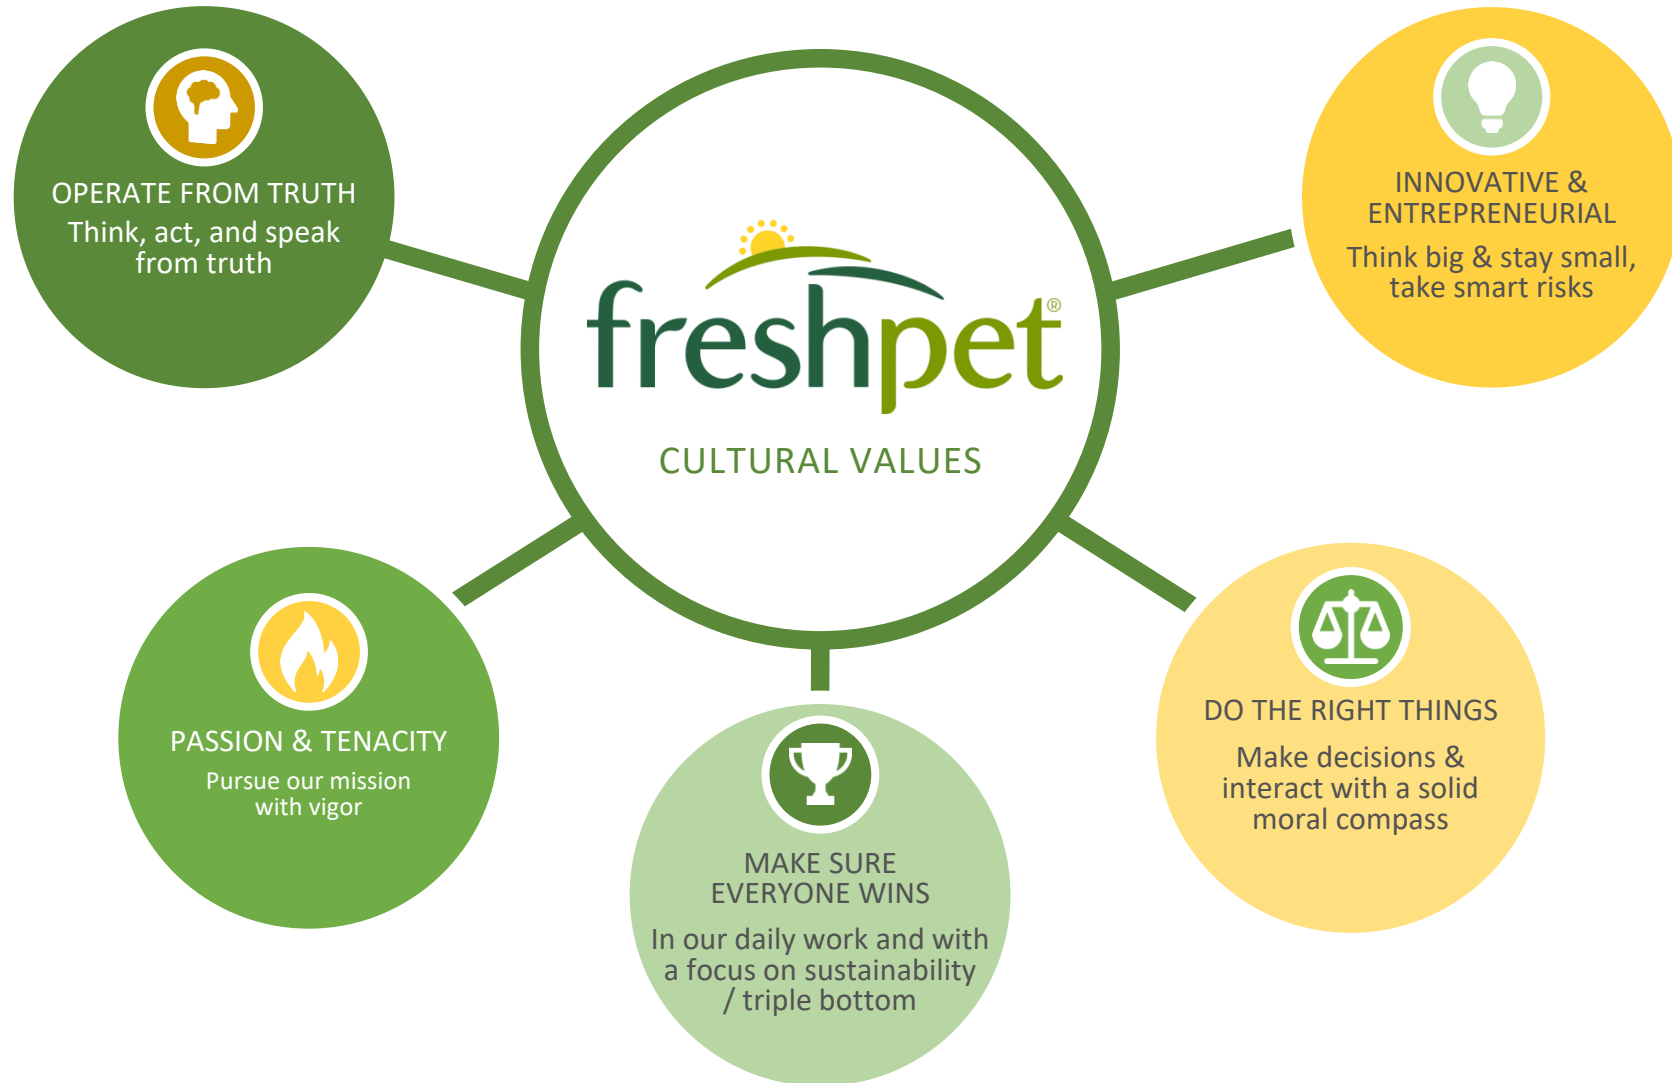 OPERATE FROM TRUTH
Think, act, and speak
from truth
freshpet®
CULTURAL VALUES
INNOVATIVE &
ENTREPRENEURIAL
Think big & stay small,
take smart risks
PASSION & TENACITY
Pursue our mission
with vigor
MAKE SURE
EVERYONE WINS
In our daily work and with
a focus on sustainability
/ triple bottom
DO THE RIGHT THINGS
Make decisions &
interact with a solid
moral compass